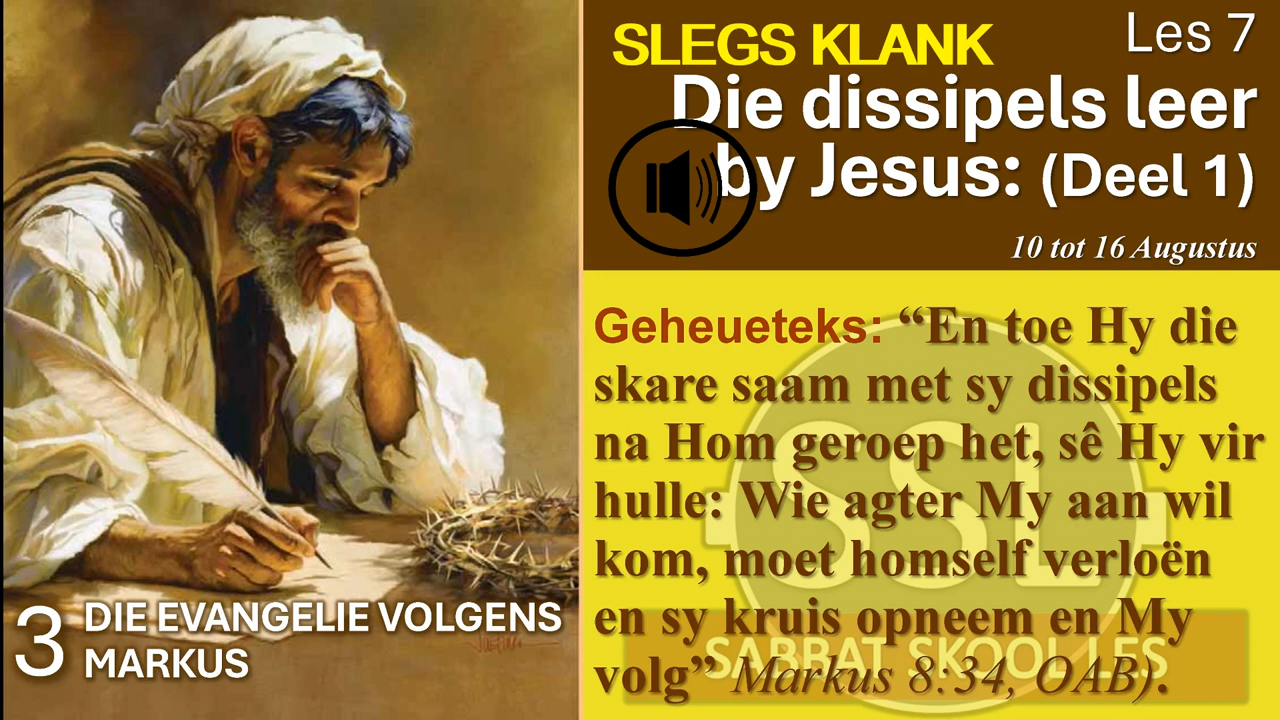 SLEGS KLANK
Les 7
Die dissipels leer
by Jesus: (Deel 1)
10 tot 16 Augustus
Geheueteks: “En toe Hy die
skare saam met sy dissipels
na Hom geroep het, sê Hy vir
hulle: Wie agter My aan wil
kom, moet homself verloën
en sy kruis opneem en My
volg” Markus 8:34, OAB).
SSL
SABBAT SKOOL LES
3 DIE EVANGELIE VOLGENS
MARKUS